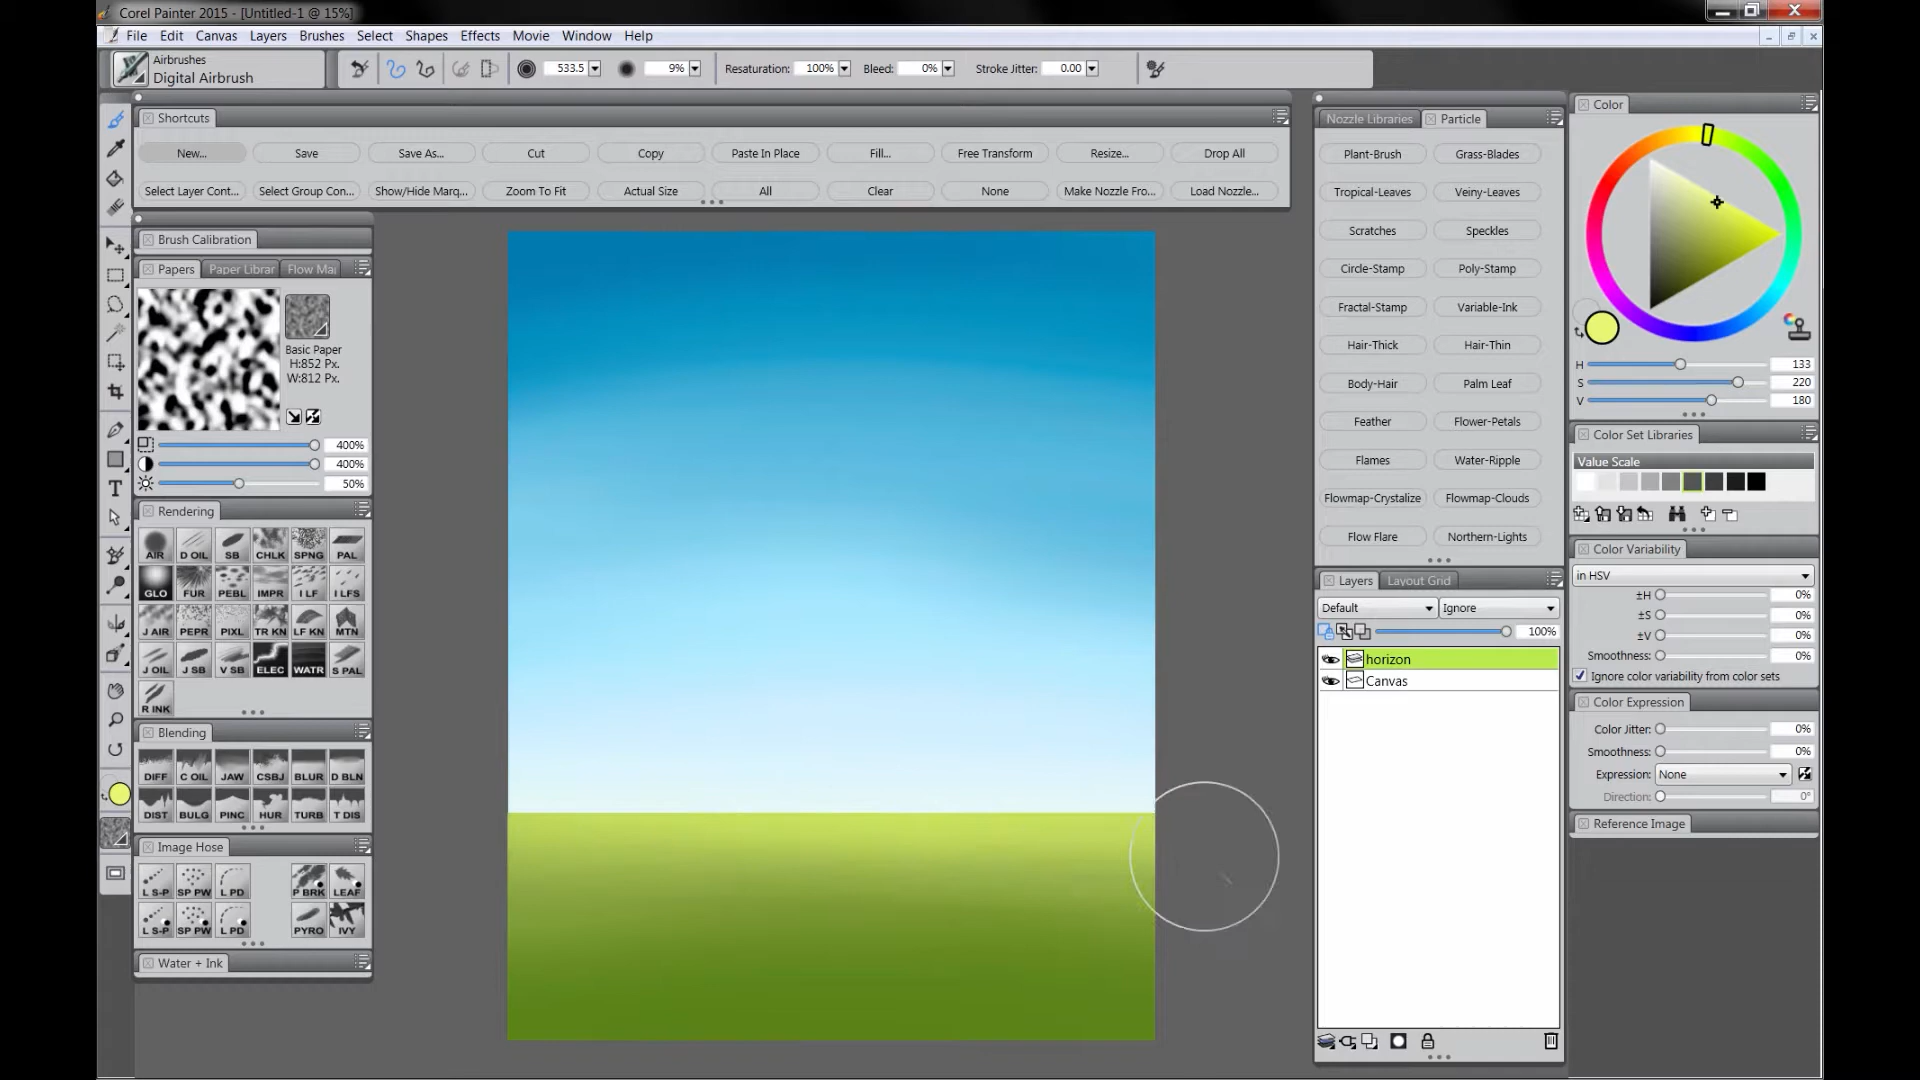 Corel Painter 2015 - [Untitled-1 @ 15%]
File Edit Canvas Layers Brushes Select Shapes Effects Movie Window Help
Airbrushes
Digital Airbrush
533.5 9% Resaturation: 100% Bleed: 0% Stroke Jitter: 0.00
Shortcuts
New... Save Save As... Cut Copy Paste In Place Fill... Free Transform Resize... Drop All
Select Layer Cont... Select Group Con... Show/Hide Marq... Zoom To Fit Actual Size All Clear None Make Nozzle Fro... Load Nozzle...
Brush Calibration
Papers Paper Librar Flow Maj
Basic Paper
H:852 Px.
W:812 Px.
400%
400%
50%
Rendering
AIR D OIL SB CHLK SPNG PAL
GLO FUR PEBL IMPR I LF I LFS
J AIR PEPR PIXL TR KN LF KN MTN
J OIL J SB V SB ELEC WATR S PAL
R INK
Blending
DIFF C OIL JAW CSBJ BLUR D BLN
DIST BULG PINC HUR TURB T DIS
Image Hose
L S-P SP PW L PD P BRK LEAF
L S-P SP PW L PD PYRO IVY
Water + Ink
T
Nozzle Libraries Particle
Plant-Brush Grass-Blades
Tropical-Leaves Veiny-Leaves
Scratches Speckles
Circle-Stamp Poly-Stamp
Fractal-Stamp Variable-Ink
Hair-Thick Hair-Thin
Body-Hair Palm Leaf
Feather Flower-Petals
Flames Water-Ripple
Flowmap-Crystalize Flowmap-Clouds
Flow Flare Northern-Lights
Layers Layout Grid
Default Ignore
100%
horizon
Canvas
Color
H 133
S 220
V 180
Color Set Libraries
Value Scale
Color Variability
in HSV
±H 0%
±S 0%
±V 0%
Smoothness: 0%
Ignore color variability from color sets
Color Expression
Color Jitter: 0%
Smoothness: 0%
Expression: None
Direction: 0°
Reference Image